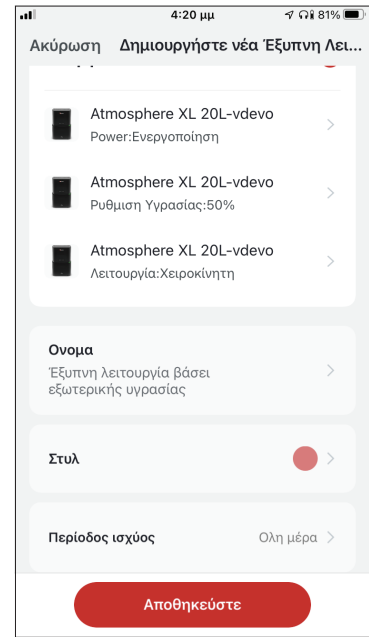 4:20 μμ 81%
Ακύρωση Δημιουργήστε νέα Έξυπνη Λει...
Atmosphere XL 20L-vdevo
Power:Ενεργοποίηση
Atmosphere XL 20L-vdevo
Ρυθμιση Υγρασίας:50%
Atmosphere XL 20L-vdevo
Λειτουργία:Χειροκίνητη
Ονομα
Έξυπνη λειτουργία βάσει
εξωτερικής υγρασίας
Στυλ
Περίοδος ισχύος Ολη μέρα
Αποθηκεύστε